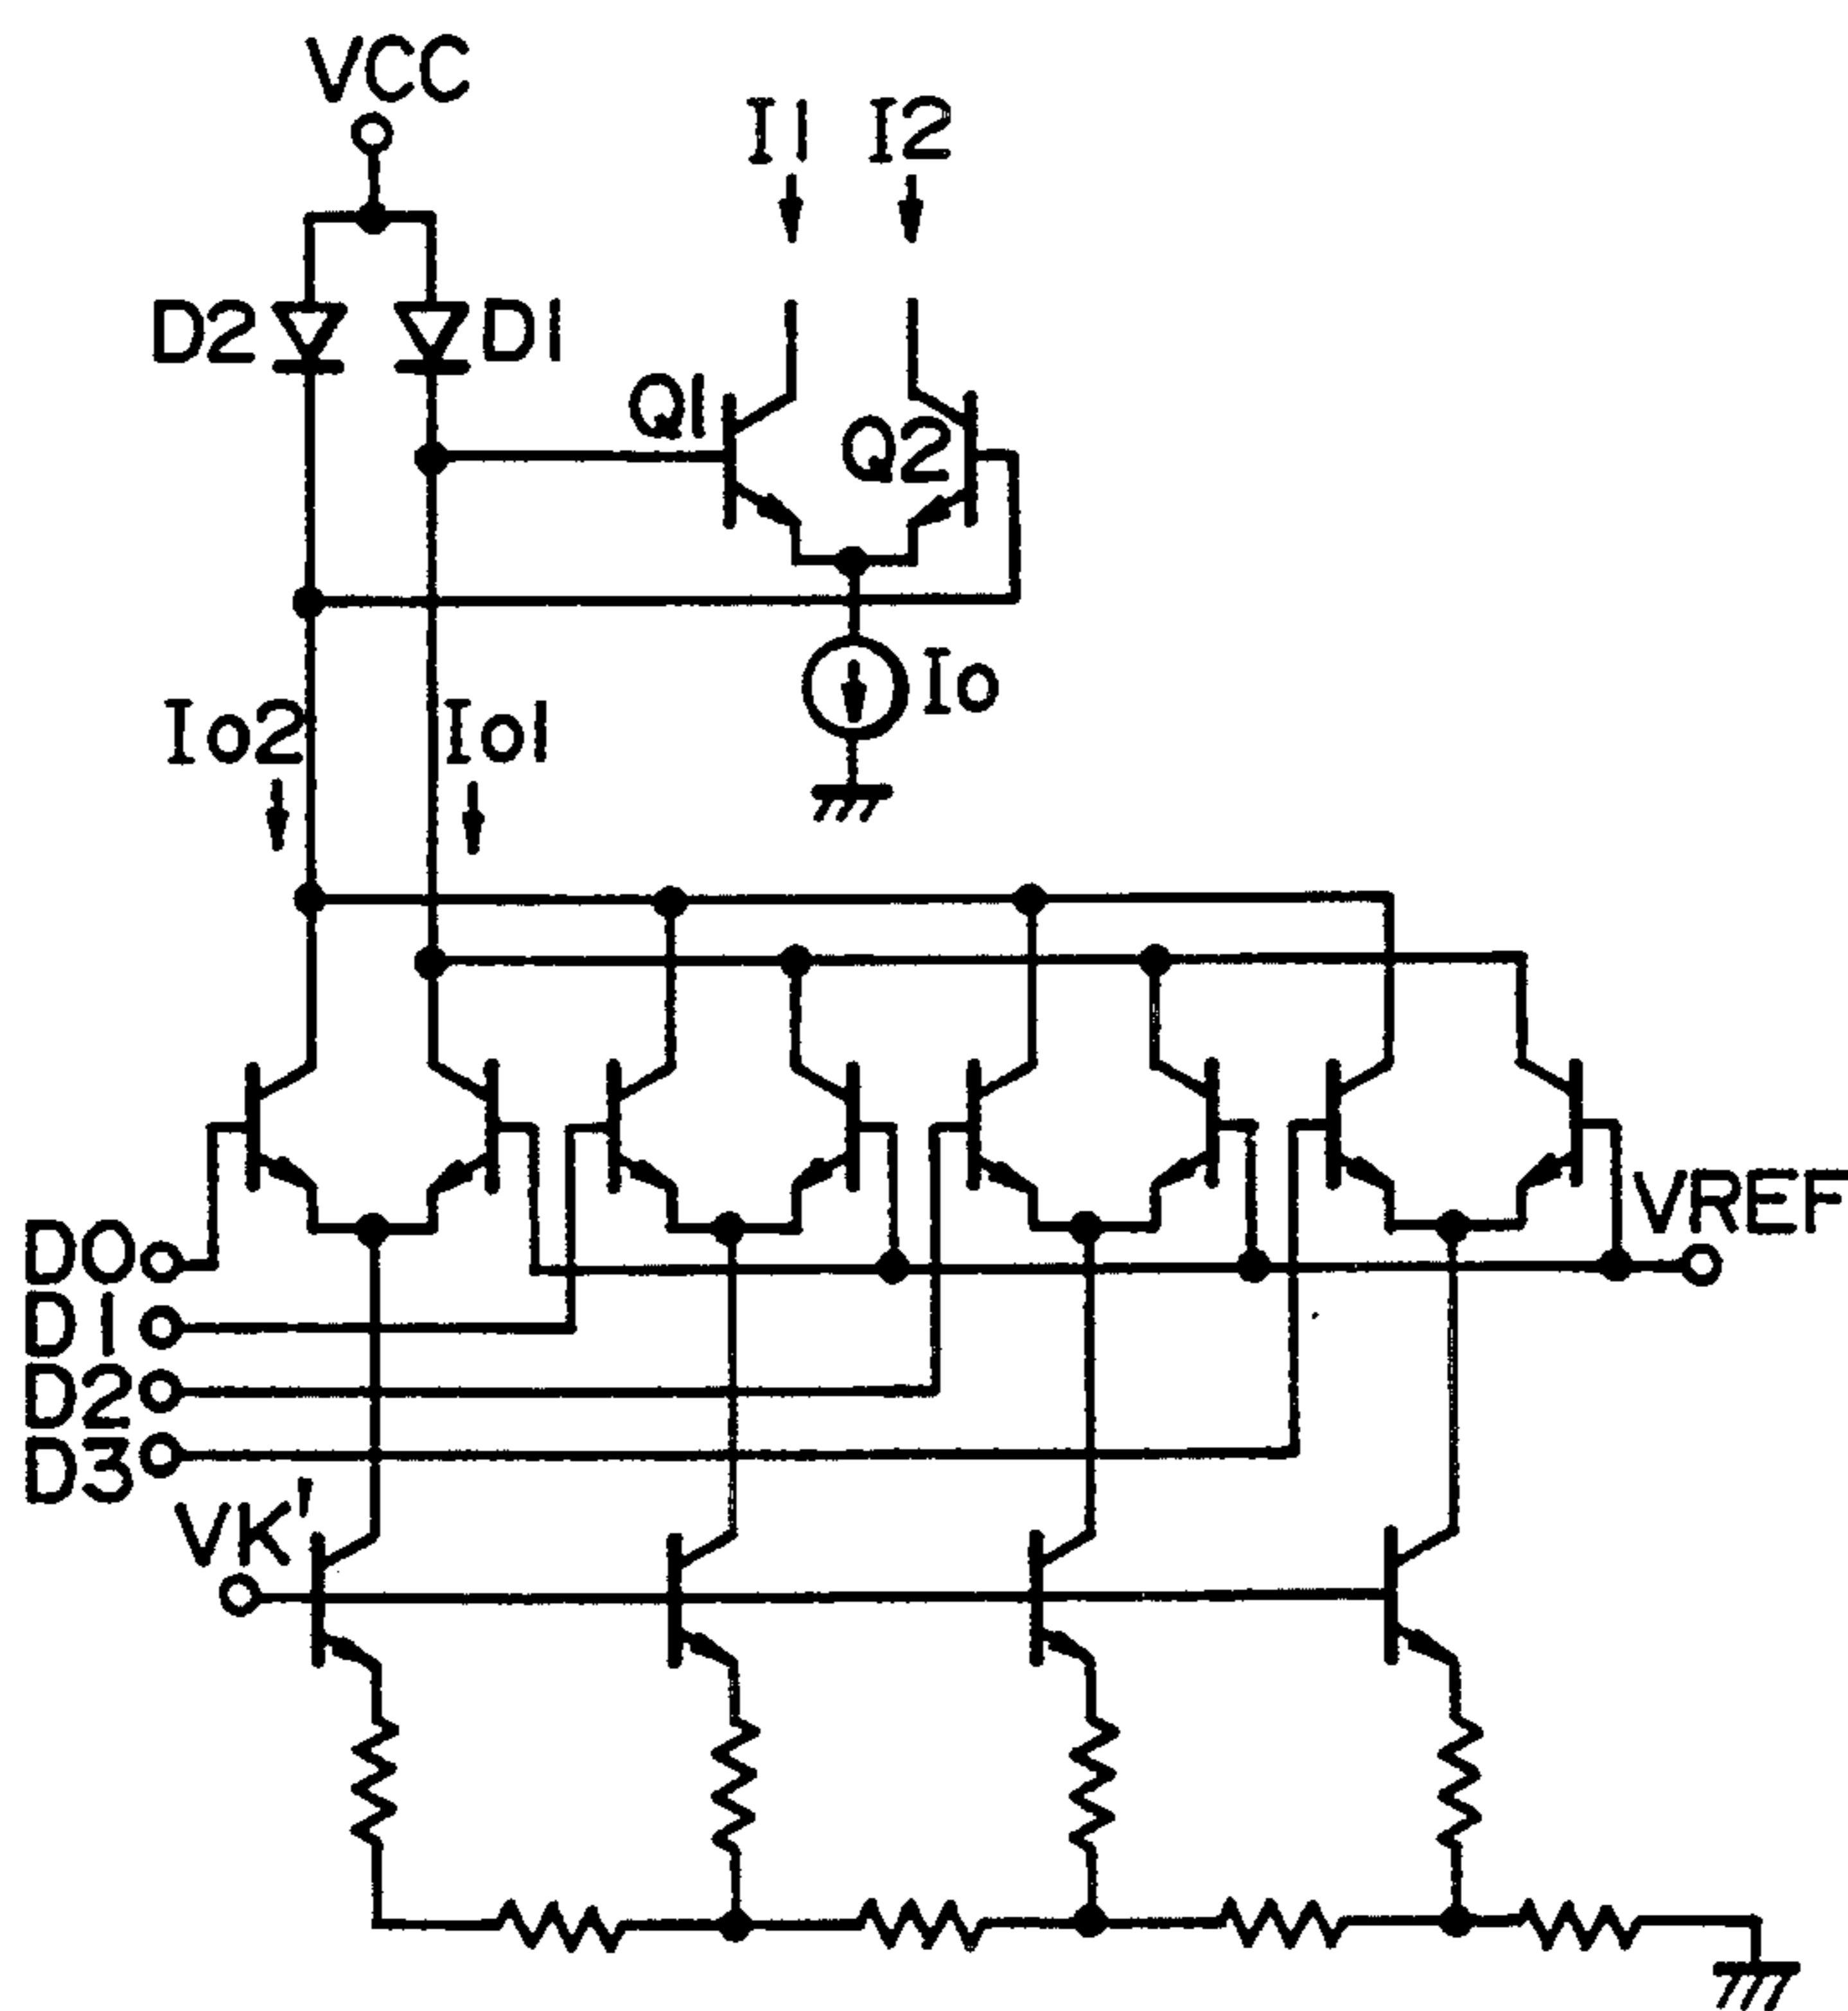 VCC
I1 I2
D2 D1
Q1
Q2
Io
Io2 Io1
VREF
D0
D1
D2
D3
VK'